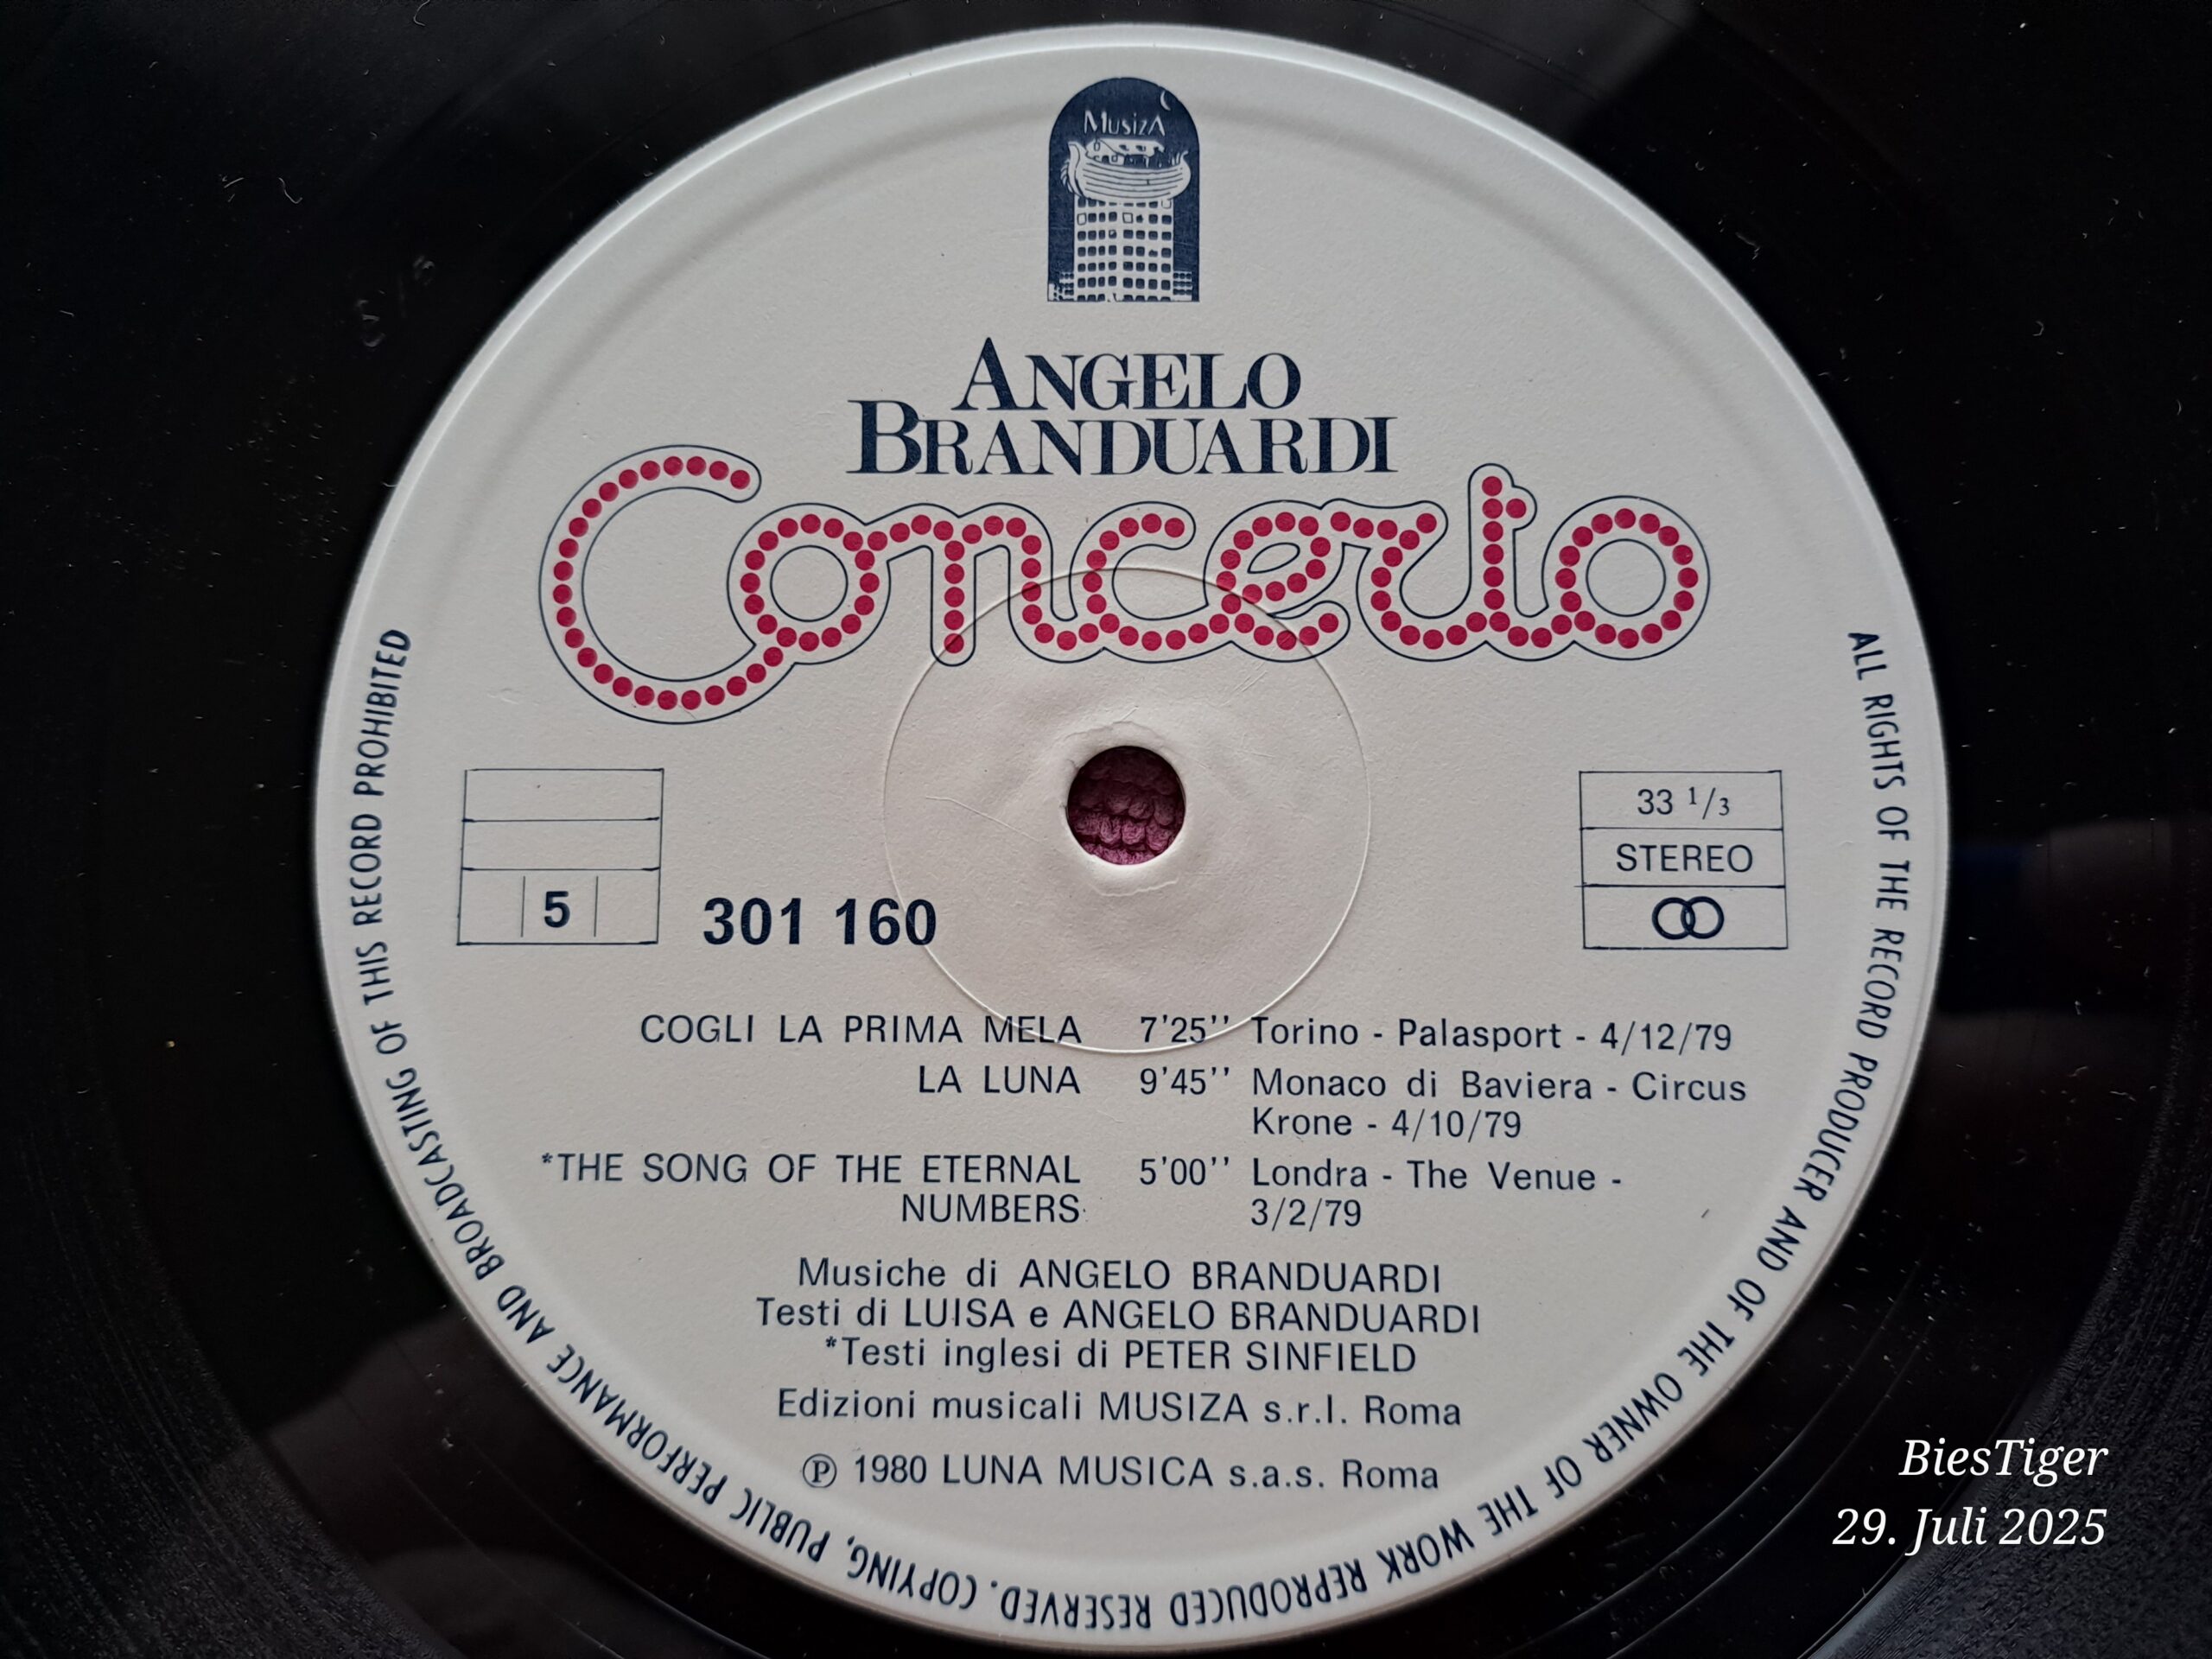 MusizA
ANGELO
BRANDUARDI
Concerto
33 1/3
STEREO
5
301 160
COGLI LA PRIMA MELA 7'25'' Torino - Palasport - 4/12/79
LA LUNA 9'45'' Monaco di Baviera - Circus
Krone - 4/10/79
*THE SONG OF THE ETERNAL 5'00'' Londra - The Venue -
NUMBERS 3/2/79
Musiche di ANGELO BRANDUARDI
Testi di LUISA e ANGELO BRANDUARDI
*Testi inglesi di PETER SINFIELD
Edizioni musicali MUSIZA s.r.l. Roma
℗ 1980 LUNA MUSICA s.a.s. Roma
ALL RIGHTS OF THE RECORD PRODUCER AND OF THE OWNER OF THE WORK REPRODUCED RESERVED. COPYING, PUBLIC PERFORMANCE AND BROADCASTING OF THIS RECORD PROHIBITED
BiesTiger
29. Juli 2025